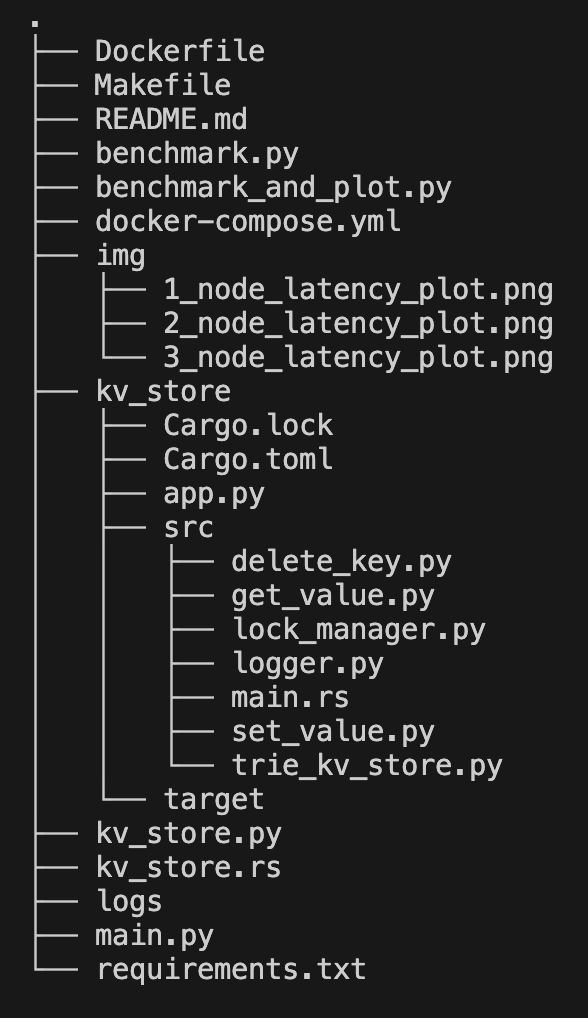 .
├── Dockerfile
├── Makefile
├── README.md
├── benchmark.py
├── benchmark_and_plot.py
├── docker-compose.yml
├── img
│   ├── 1_node_latency_plot.png
│   ├── 2_node_latency_plot.png
│   └── 3_node_latency_plot.png
├── kv_store
│   ├── Cargo.lock
│   ├── Cargo.toml
│   ├── app.py
│   ├── src
│   │   ├── delete_key.py
│   │   ├── get_value.py
│   │   ├── lock_manager.py
│   │   ├── logger.py
│   │   ├── main.rs
│   │   ├── set_value.py
│   │   └── trie_kv_store.py
│   └── target
├── kv_store.py
├── kv_store.rs
├── logs
├── main.py
└── requirements.txt